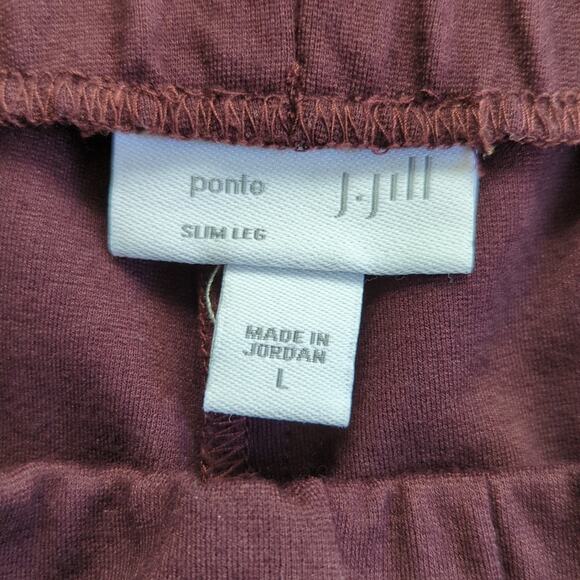 ponte
J.Jill
SLIM LEG
MADE IN
JORDAN
L